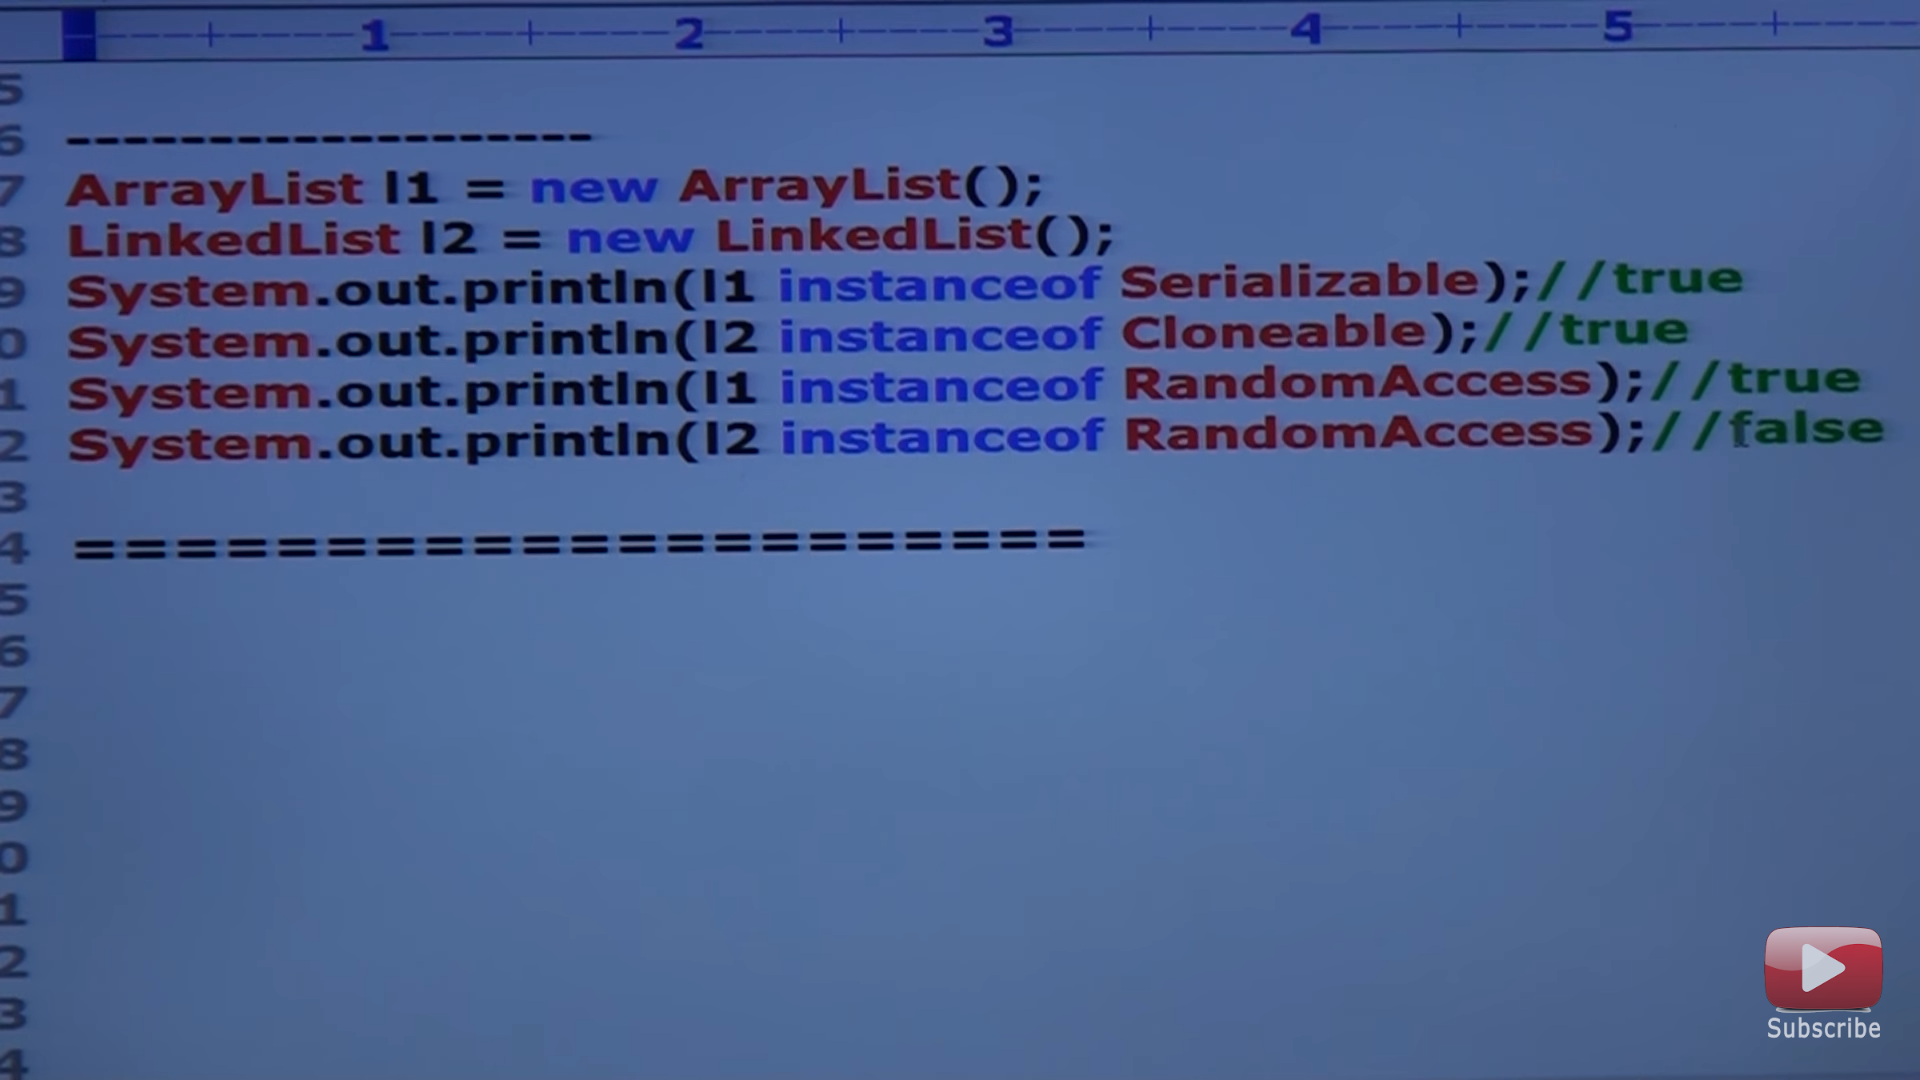 1 2 3 4 5
5
6 -------------------
7 ArrayList l1 = new ArrayList();
8 LinkedList l2 = new LinkedList();
9 System.out.println(l1 instanceof Serializable);//true
0 System.out.println(l2 instanceof Cloneable);//true
1 System.out.println(l1 instanceof RandomAccess);//true
2 System.out.println(l2 instanceof RandomAccess);//false
3
4 =====================
5
6
7
8
9
0
1
2
3
4
Subscribe